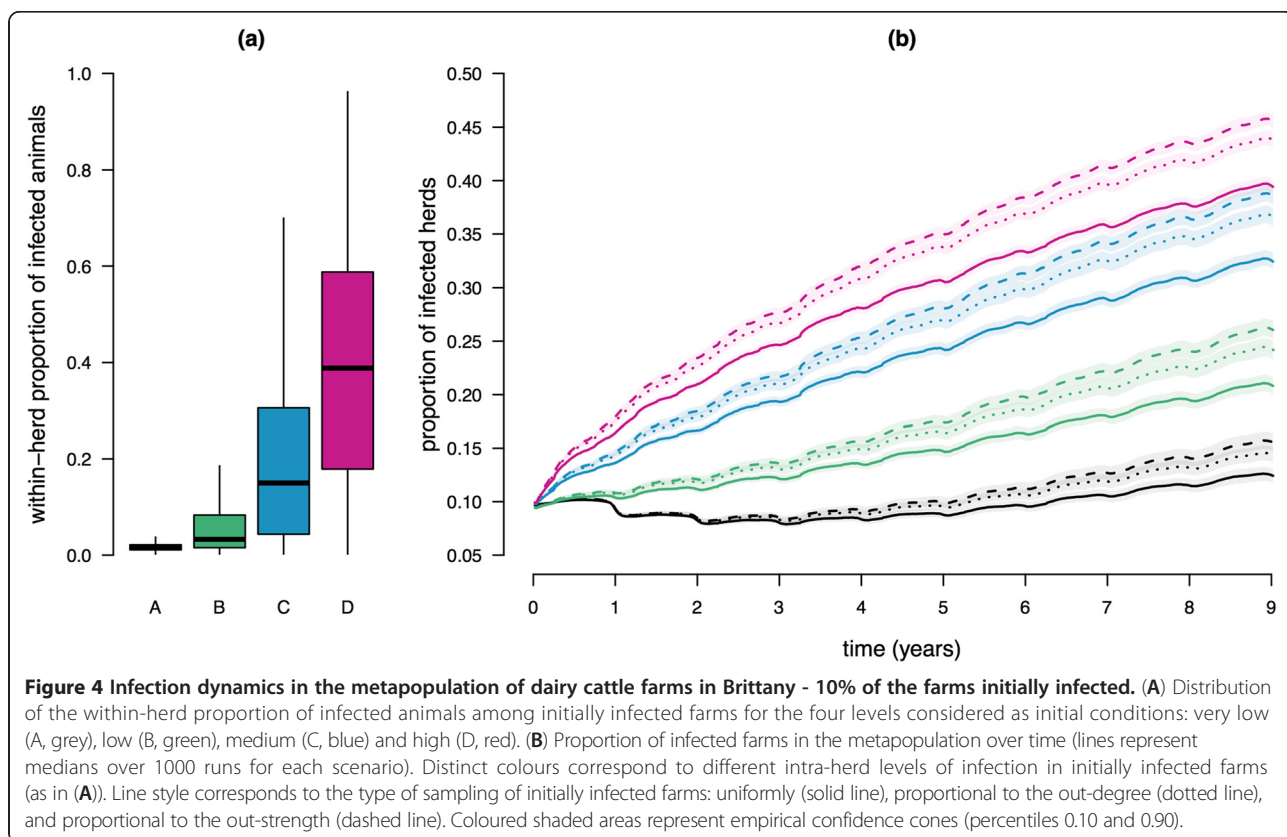 (a)
within−herd proportion of infected animals
1.0
0.8
0.6
0.4
0.2
0.0
A B C D
(b)
proportion of infected herds
0.50
0.45
0.40
0.35
0.30
0.25
0.20
0.15
0.10
0.05
0 1 2 3 4 5 6 7 8 9
time (years)
Figure 4 Infection dynamics in the metapopulation of dairy cattle farms in Brittany - 10% of the farms initially infected. (A) Distribution
of the within-herd proportion of infected animals among initially infected farms for the four levels considered as initial conditions: very low
(A, grey), low (B, green), medium (C, blue) and high (D, red). (B) Proportion of infected farms in the metapopulation over time (lines represent
medians over 1000 runs for each scenario). Distinct colours correspond to different intra-herd levels of infection in initially infected farms
(as in (A)). Line style corresponds to the type of sampling of initially infected farms: uniformly (solid line), proportional to the out-degree (dotted line),
and proportional to the out-strength (dashed line). Coloured shaded areas represent empirical confidence cones (percentiles 0.10 and 0.90).